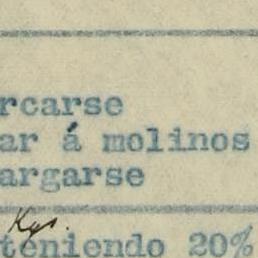 rcarse
ar á molinos
argarse
Kgs.
teniendo 20%